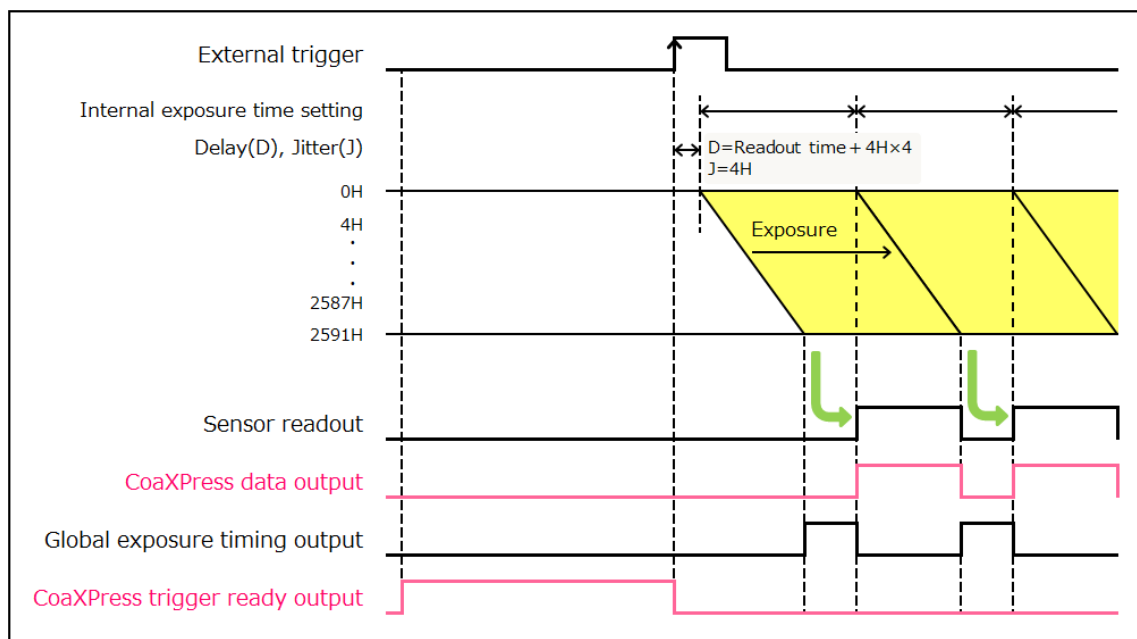 External trigger
Internal exposure time setting
Delay(D), Jitter(J)
D=Readout time + 4H×4
J=4H
0H
4H
Exposure
2587H
2591H
Sensor readout
CoaXPress data output
Global exposure timing output
CoaXPress trigger ready output